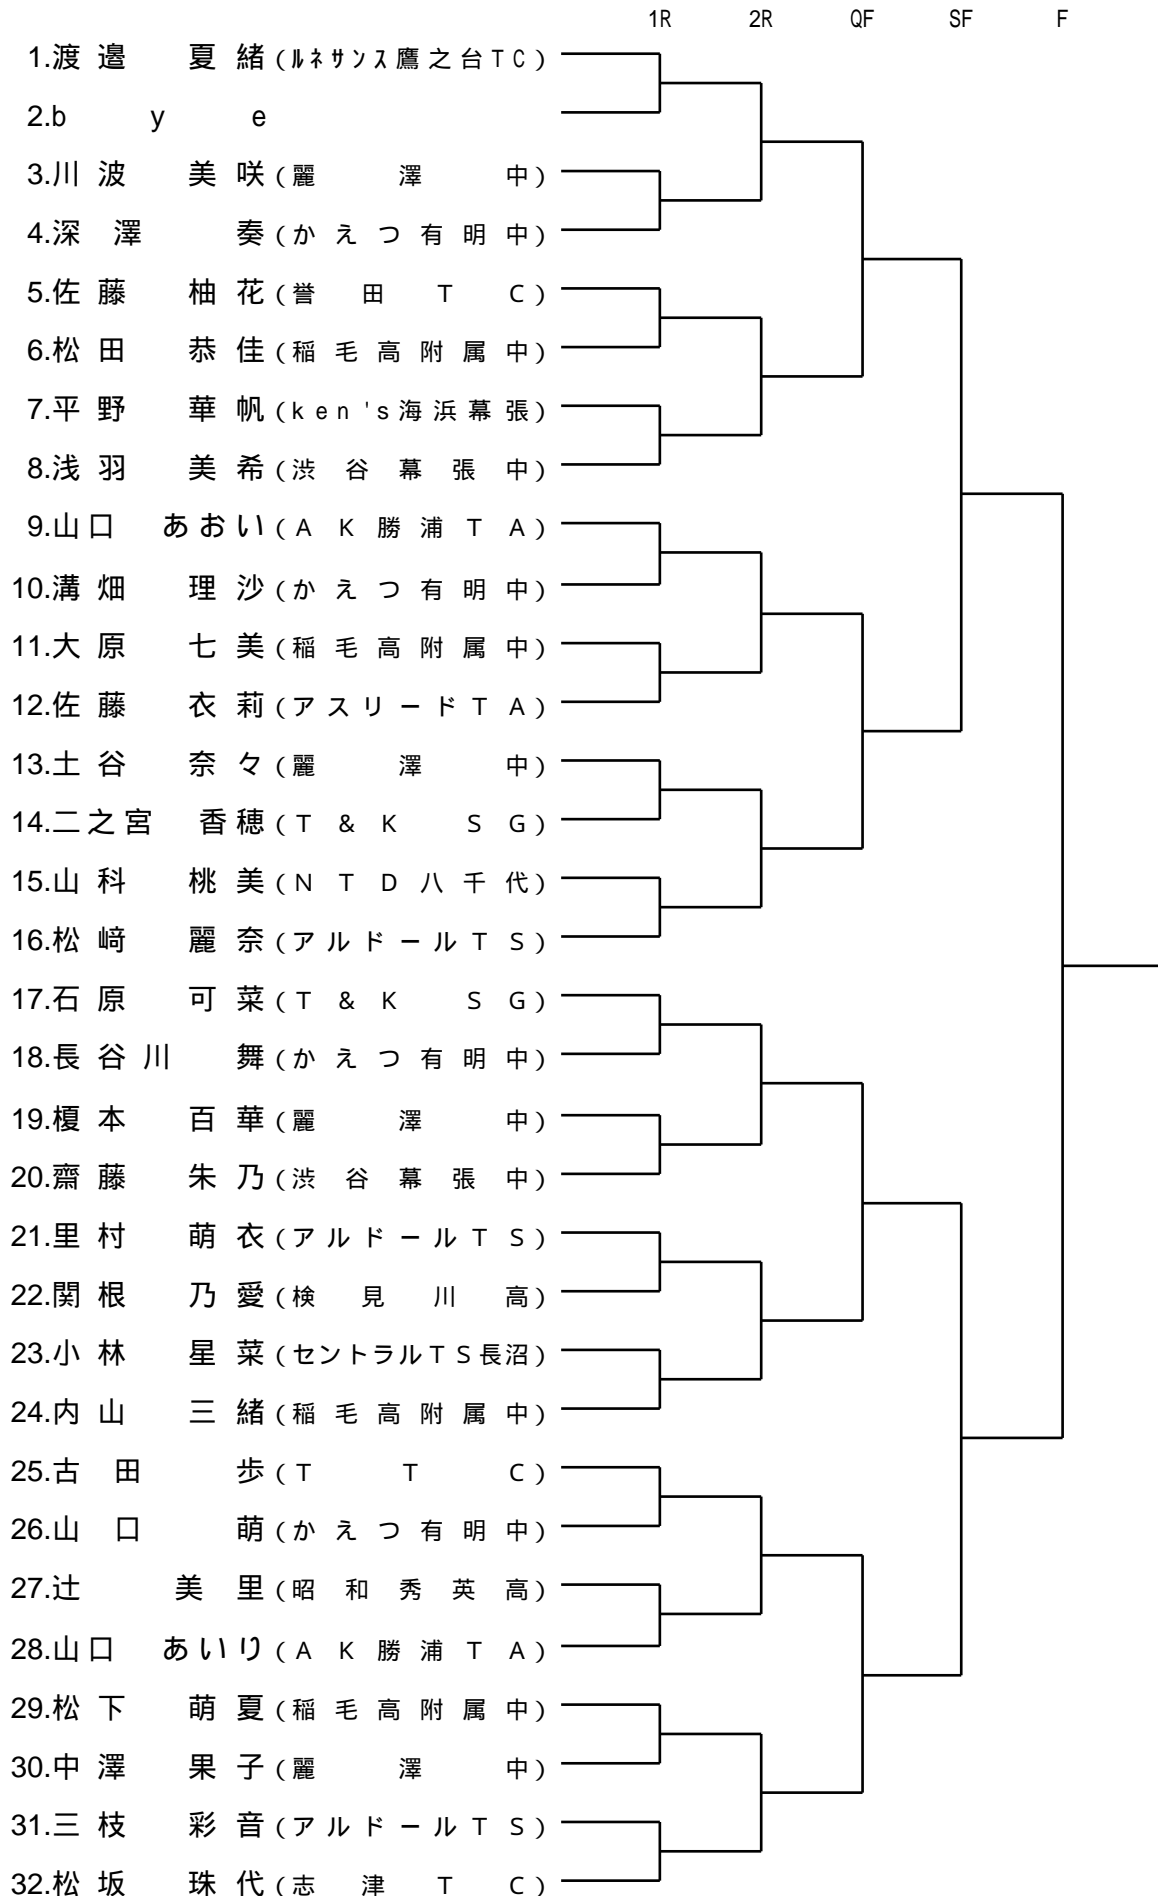 1R 2R QF SF F
1.渡邉 夏緒(ﾙﾈｻﾝｽ鷹之台TC)
2.bye
3.川波 美咲(麗澤中)
4.深澤 奏(かえつ有明中)
5.佐藤 柚花(誉田TC)
6.松田 恭佳(稲毛高附属中)
7.平野 華帆(ken's海浜幕張)
8.浅羽 美希(渋谷幕張中)
9.山口 あおい(AK勝浦TA)
10.溝畑 理沙(かえつ有明中)
11.大原 七美(稲毛高附属中)
12.佐藤 衣莉(アスリードTA)
13.土谷 奈々(麗澤中)
14.二之宮 香穂(T&K SG)
15.山科 桃美(NTD八千代)
16.松﨑 麗奈(アルドールTS)
17.石原 可菜(T&K SG)
18.長谷川 舞(かえつ有明中)
19.榎本 百華(麗澤中)
20.齋藤 朱乃(渋谷幕張中)
21.里村 萌衣(アルドールTS)
22.関根 乃愛(検見川高)
23.小林 星菜(セントラルTS長沼)
24.内山 三緒(稲毛高附属中)
25.古田 歩(TTC)
26.山口 萌(かえつ有明中)
27.辻 美里(昭和秀英高)
28.山口 あいり(AK勝浦TA)
29.松下 萌夏(稲毛高附属中)
30.中澤 果子(麗澤中)
31.三枝 彩音(アルドールTS)
32.松坂 珠代(志津TC)